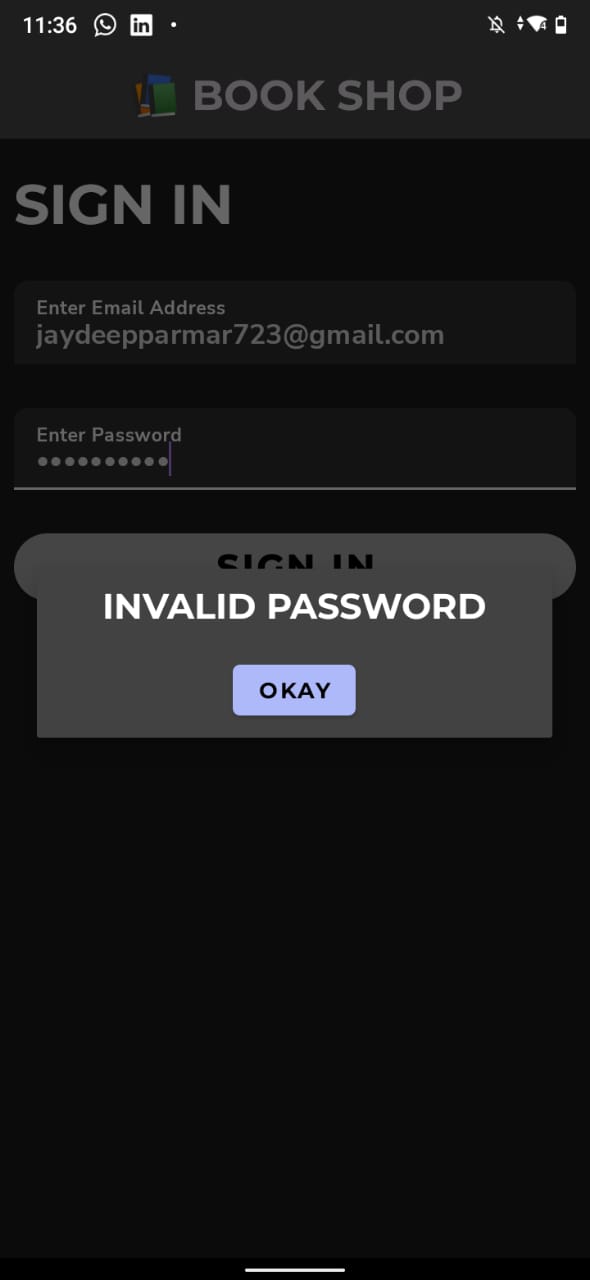 11:36
BOOK SHOP
SIGN IN
Enter Email Address
jaydeepparmar723@gmail.com
Enter Password
SIGN IN
INVALID PASSWORD
OKAY